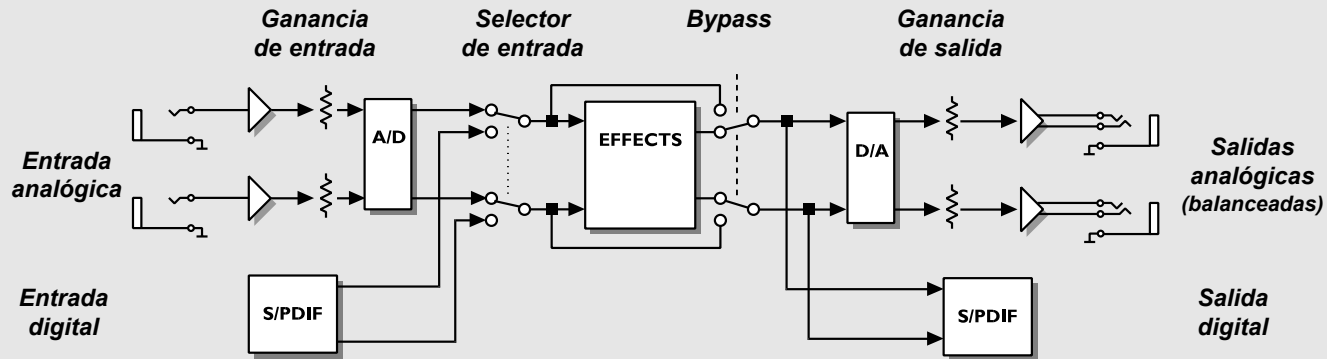 Ganancia
de entrada
Selector
de entrada
Bypass
Ganancia
de salida
A/D
EFFECTS
D/A
Entrada
analógica
Salidas
analógicas
(balanceadas)
Entrada
digital
S/PDIF
S/PDIF
Salida
digital